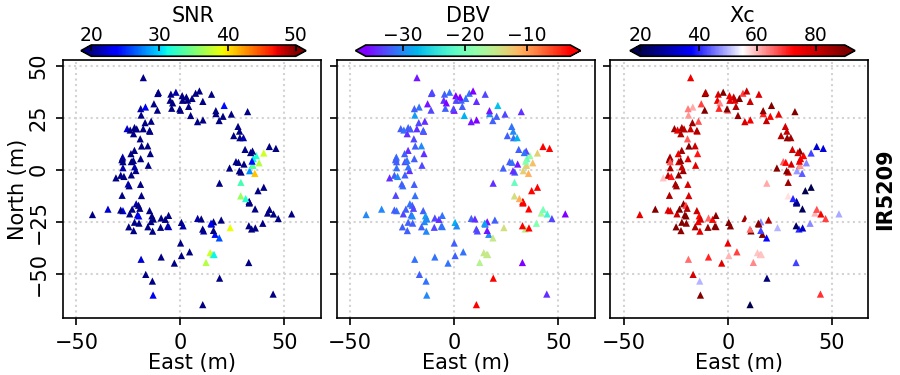 SNR DBV Xc
20 30 40 50 −30 −20 −10 20 40 60 80
50
25
0
−25
−50
North (m)
IR5209
−50 0 50 −50 0 50 −50 0 50
East (m) East (m) East (m)